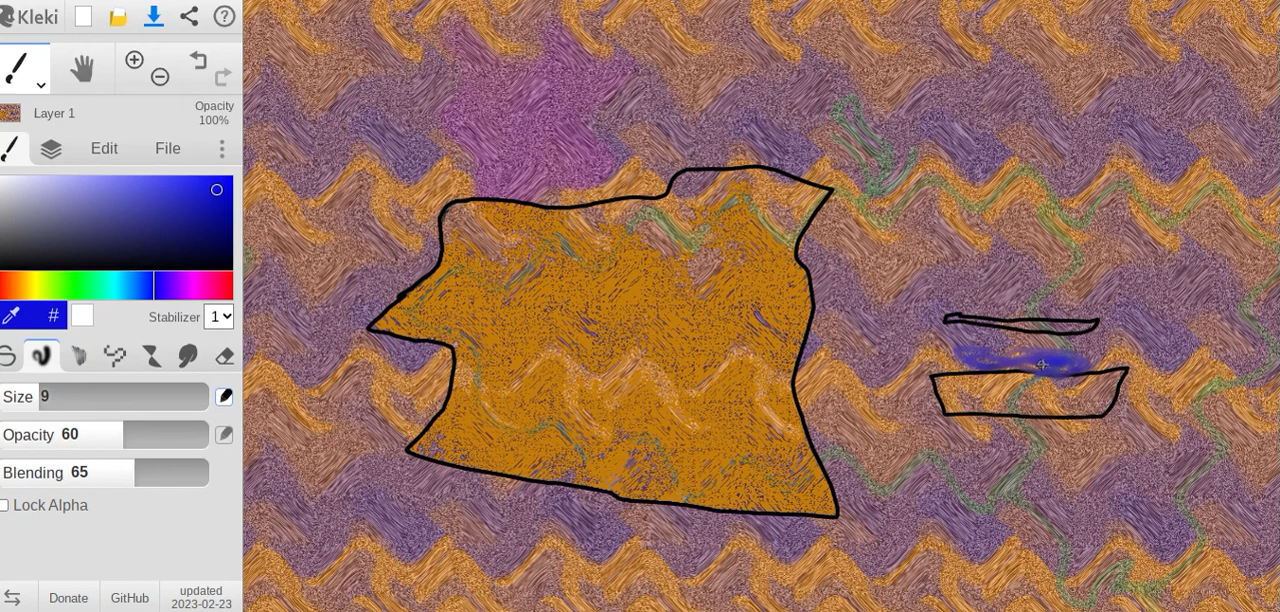 Kleki
Layer 1
Opacity
100%
Edit
File
#
Stabilizer 1
Size 9
Opacity 60
Blending 65
Lock Alpha
Donate
GitHub
updated
2023-02-23